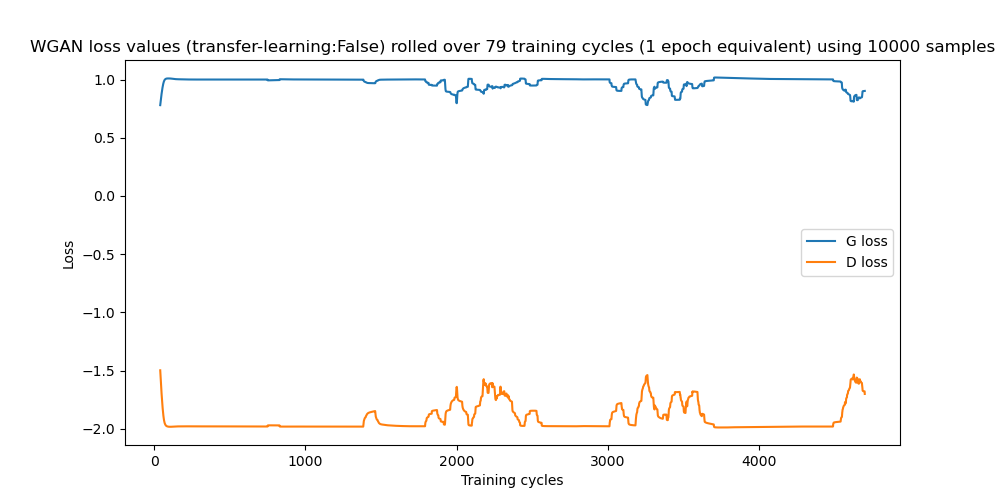 WGAN loss values (transfer-learning:False) rolled over 79 training cycles (1 epoch equivalent) using 10000 samples
1.0
0.5
0.0
−0.5
−1.0
−1.5
−2.0
Loss
G loss
D loss
0 1000 2000 3000 4000
Training cycles